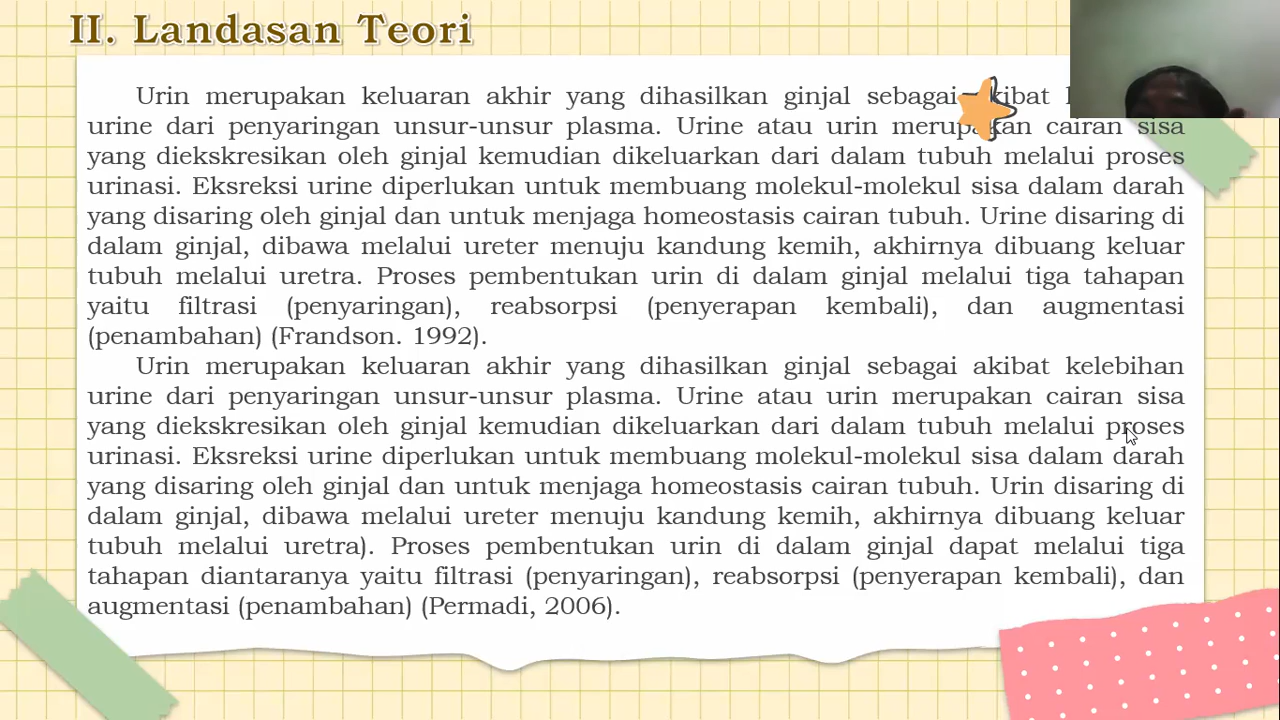 II. Landasan Teori
Urin merupakan keluaran akhir yang dihasilkan ginjal sebagai akibat
urine dari penyaringan unsur-unsur plasma. Urine atau urin merupakan cairan sisa
yang diekskresikan oleh ginjal kemudian dikeluarkan dari dalam tubuh melalui proses
urinasi. Eksreksi urine diperlukan untuk membuang molekul-molekul sisa dalam darah
yang disaring oleh ginjal dan untuk menjaga homeostasis cairan tubuh. Urine disaring di
dalam ginjal, dibawa melalui ureter menuju kandung kemih, akhirnya dibuang keluar
tubuh melalui uretra. Proses pembentukan urin di dalam ginjal melalui tiga tahapan
yaitu filtrasi (penyaringan), reabsorpsi (penyerapan kembali), dan augmentasi
(penambahan) (Frandson. 1992).
Urin merupakan keluaran akhir yang dihasilkan ginjal sebagai akibat kelebihan
urine dari penyaringan unsur-unsur plasma. Urine atau urin merupakan cairan sisa
yang diekskresikan oleh ginjal kemudian dikeluarkan dari dalam tubuh melalui proses
urinasi. Eksreksi urine diperlukan untuk membuang molekul-molekul sisa dalam darah
yang disaring oleh ginjal dan untuk menjaga homeostasis cairan tubuh. Urin disaring di
dalam ginjal, dibawa melalui ureter menuju kandung kemih, akhirnya dibuang keluar
tubuh melalui uretra). Proses pembentukan urin di dalam ginjal dapat melalui tiga
tahapan diantaranya yaitu filtrasi (penyaringan), reabsorpsi (penyerapan kembali), dan
augmentasi (penambahan) (Permadi, 2006).